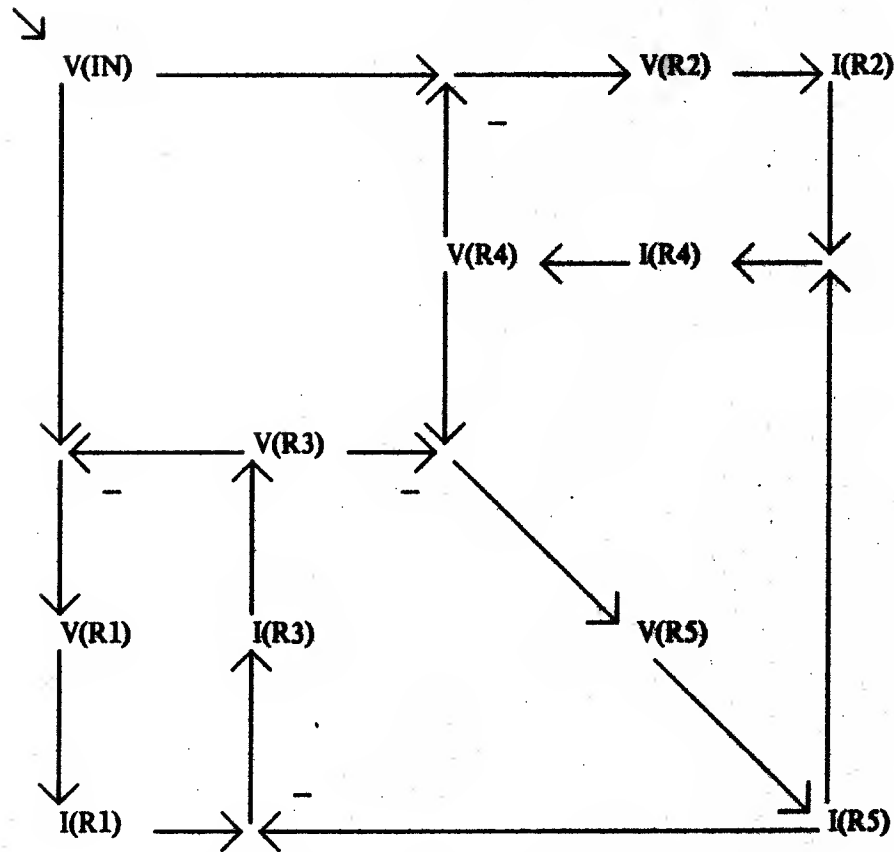 V(IN) V(R2) I(R2)
–
V(R4) I(R4)
V(R3)
– –
V(R1) I(R3) V(R5)
–
I(R1) I(R5)